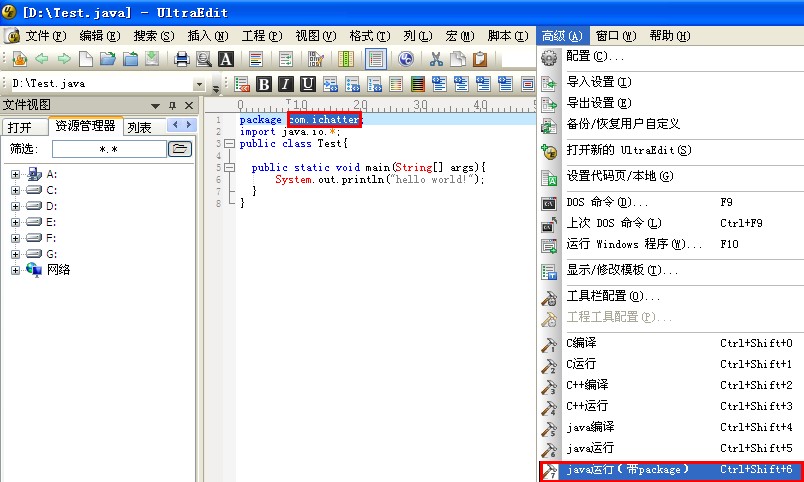 [D:\Test.java] - UltraEdit
文件(F) 编辑(E) 搜索(S) 插入(N) 工程(P) 视图(V) 格式(T) 列(L) 宏(M) 脚本(I) 高级(A) 窗口(W) 帮助(H)
D:\Test.java
B I U
文件视图
打开 资源管理器 列表
筛选: *.*
A:
C:
D:
E:
F:
G:
网络
0 10 20 30 40
1 package com.ichatter;
2 import java.io.*;
3 public class Test{
4
5 public static void main(String[] args){
6 System.out.println("hello world!");
7 }
8 }
配置(C)...
导入设置(I)
导出设置(E)
备份/恢复用户自定义
打开新的 UltraEdit(S)
设置代码页/本地(G)
DOS 命令(D)... F9
上次 DOS 命令(L) Ctrl+F9
运行 Windows 程序(W)... F10
显示/修改模板(T)...
工具栏配置(O)...
工程工具配置(P)...
C编译 Ctrl+Shift+0
C运行 Ctrl+Shift+1
C++编译 Ctrl+Shift+2
C++运行 Ctrl+Shift+3
java编译 Ctrl+Shift+4
java运行 Ctrl+Shift+5
java运行(带package) Ctrl+Shift+6